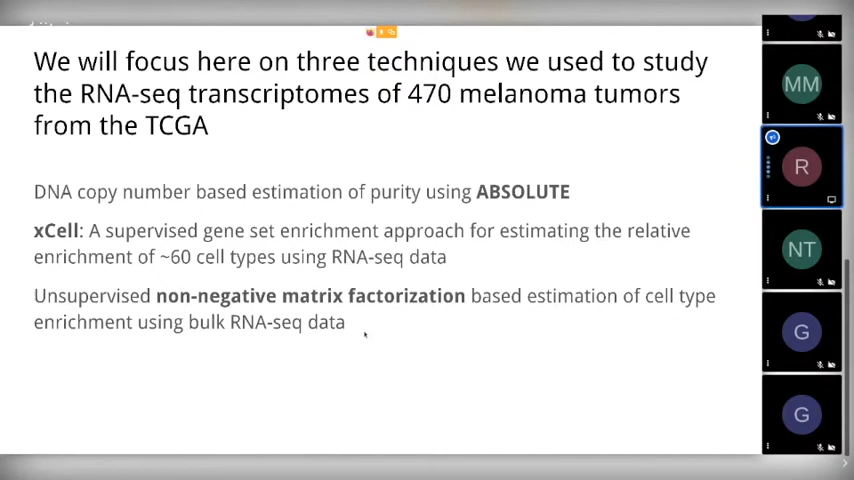 We will focus here on three techniques we used to study
the RNA-seq transcriptomes of 470 melanoma tumors
from the TCGA
DNA copy number based estimation of purity using ABSOLUTE
xCell: A supervised gene set enrichment approach for estimating the relative
enrichment of ~60 cell types using RNA-seq data
Unsupervised non-negative matrix factorization based estimation of cell type
enrichment using bulk RNA-seq data
MM
R
NT
G
G